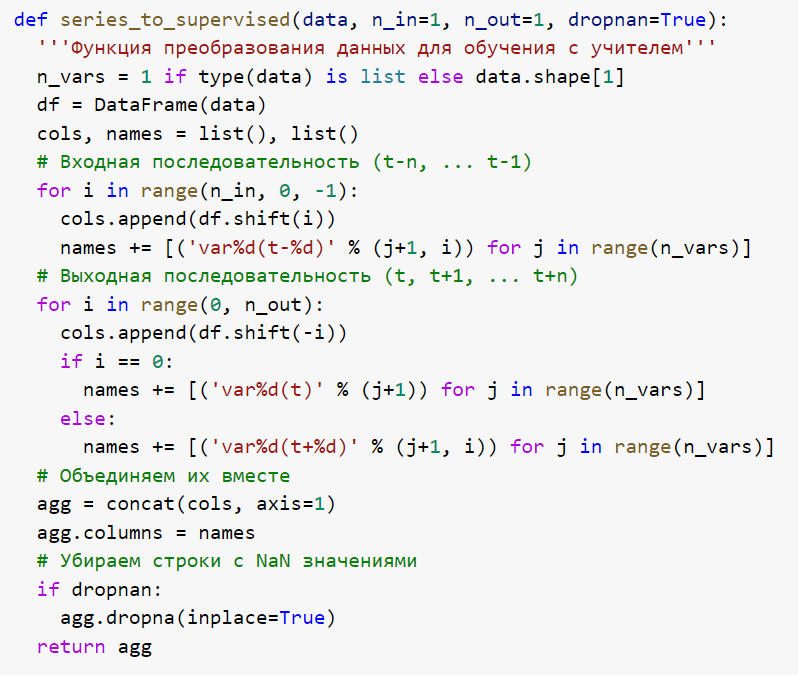 def series_to_supervised(data, n_in=1, n_out=1, dropnan=True):
  '''Функция преобразования данных для обучения с учителем'''
  n_vars = 1 if type(data) is list else data.shape[1]
  df = DataFrame(data)
  cols, names = list(), list()
  # Входная последовательность (t-n, ... t-1)
  for i in range(n_in, 0, -1):
    cols.append(df.shift(i))
    names += [('var%d(t-%d)' % (j+1, i)) for j in range(n_vars)]
  # Выходная последовательность (t, t+1, ... t+n)
  for i in range(0, n_out):
    cols.append(df.shift(-i))
    if i == 0:
      names += [('var%d(t)' % (j+1)) for j in range(n_vars)]
    else:
      names += [('var%d(t+%d)' % (j+1, i)) for j in range(n_vars)]
  # Объединяем их вместе
  agg = concat(cols, axis=1)
  agg.columns = names
  # Убираем строки с NaN значениями
  if dropnan:
    agg.dropna(inplace=True)
  return agg